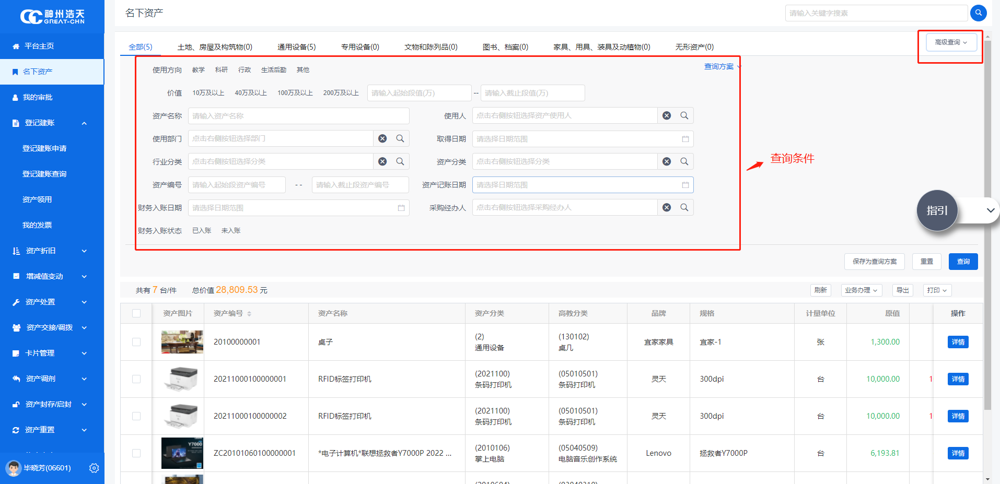 神州浩天
GREAT-CHN
名下资产
请输入关键字搜素
平台主页
名下资产
我的审批
登记建账
登记建账申请
登记建账查询
资产领用
我的发票
资产折旧
增减值变动
资产处置
资产交接/调拨
卡片管理
资产调剂
资产封存/启封
资产重置
毕晓芳(06601)
全部(5) 土地、房屋及构筑物(0) 通用设备(5) 专用设备(0) 文物和陈列品(0) 图书、档案(0) 家具、用具、装具及动植物(0) 无形资产(0)
高级查询
使用方向 教学 科研 行政 生活后勤 其他
查询方案
价值 10万及以上 40万及以上 100万及以上 200万及以上 请输入起始段值(万) -- 请输入截止段值(万)
资产名称 请输入资产名称 使用人 点击右侧按钮选择资产使用人
使用部门 点击右侧按钮选择部门 取得日期 请选择日期范围
行业分类 点击右侧按钮选择分类 资产分类 点击右侧按钮选择分类
查询条件
资产编号 请输入起始段资产编号 -- 请输入截止段资产编号 资产记账日期 请选择日期范围
财务入账日期 请选择日期范围 采购经办人 点击右侧按钮选择采购经办人
指引
财务入账状态 已入账 未入账
保存为查询方案 重置 查询
共有 7 台/件 总价值 28,809.53 元
刷新 业务办理 导出 打印
资产图片 资产编号 资产名称 资产分类 高教分类 品牌 规格 计量单位 原值 操作
20100000001 桌子 (2) 通用设备 (130102) 桌几 宜家家具 宜家-1 张 1,300.00 详情
20211000100000001 RFID标签打印机 (2021100) 条码打印机 (05010501) 条码打印机 灵天 300dpi 台 10,000.00 1 详情
20211000100000002 RFID标签打印机 (2021100) 条码打印机 (05010501) 条码打印机 灵天 300dpi 台 10,000.00 1 详情
Y7000
ZC20101060100000001 *电子计算机*联想拯救者Y7000P 2022 ... (2010106) 掌上电脑 (05040509) 电脑音乐创作系统 Lenovo 拯救者Y7000P 台 6,193.81 详情